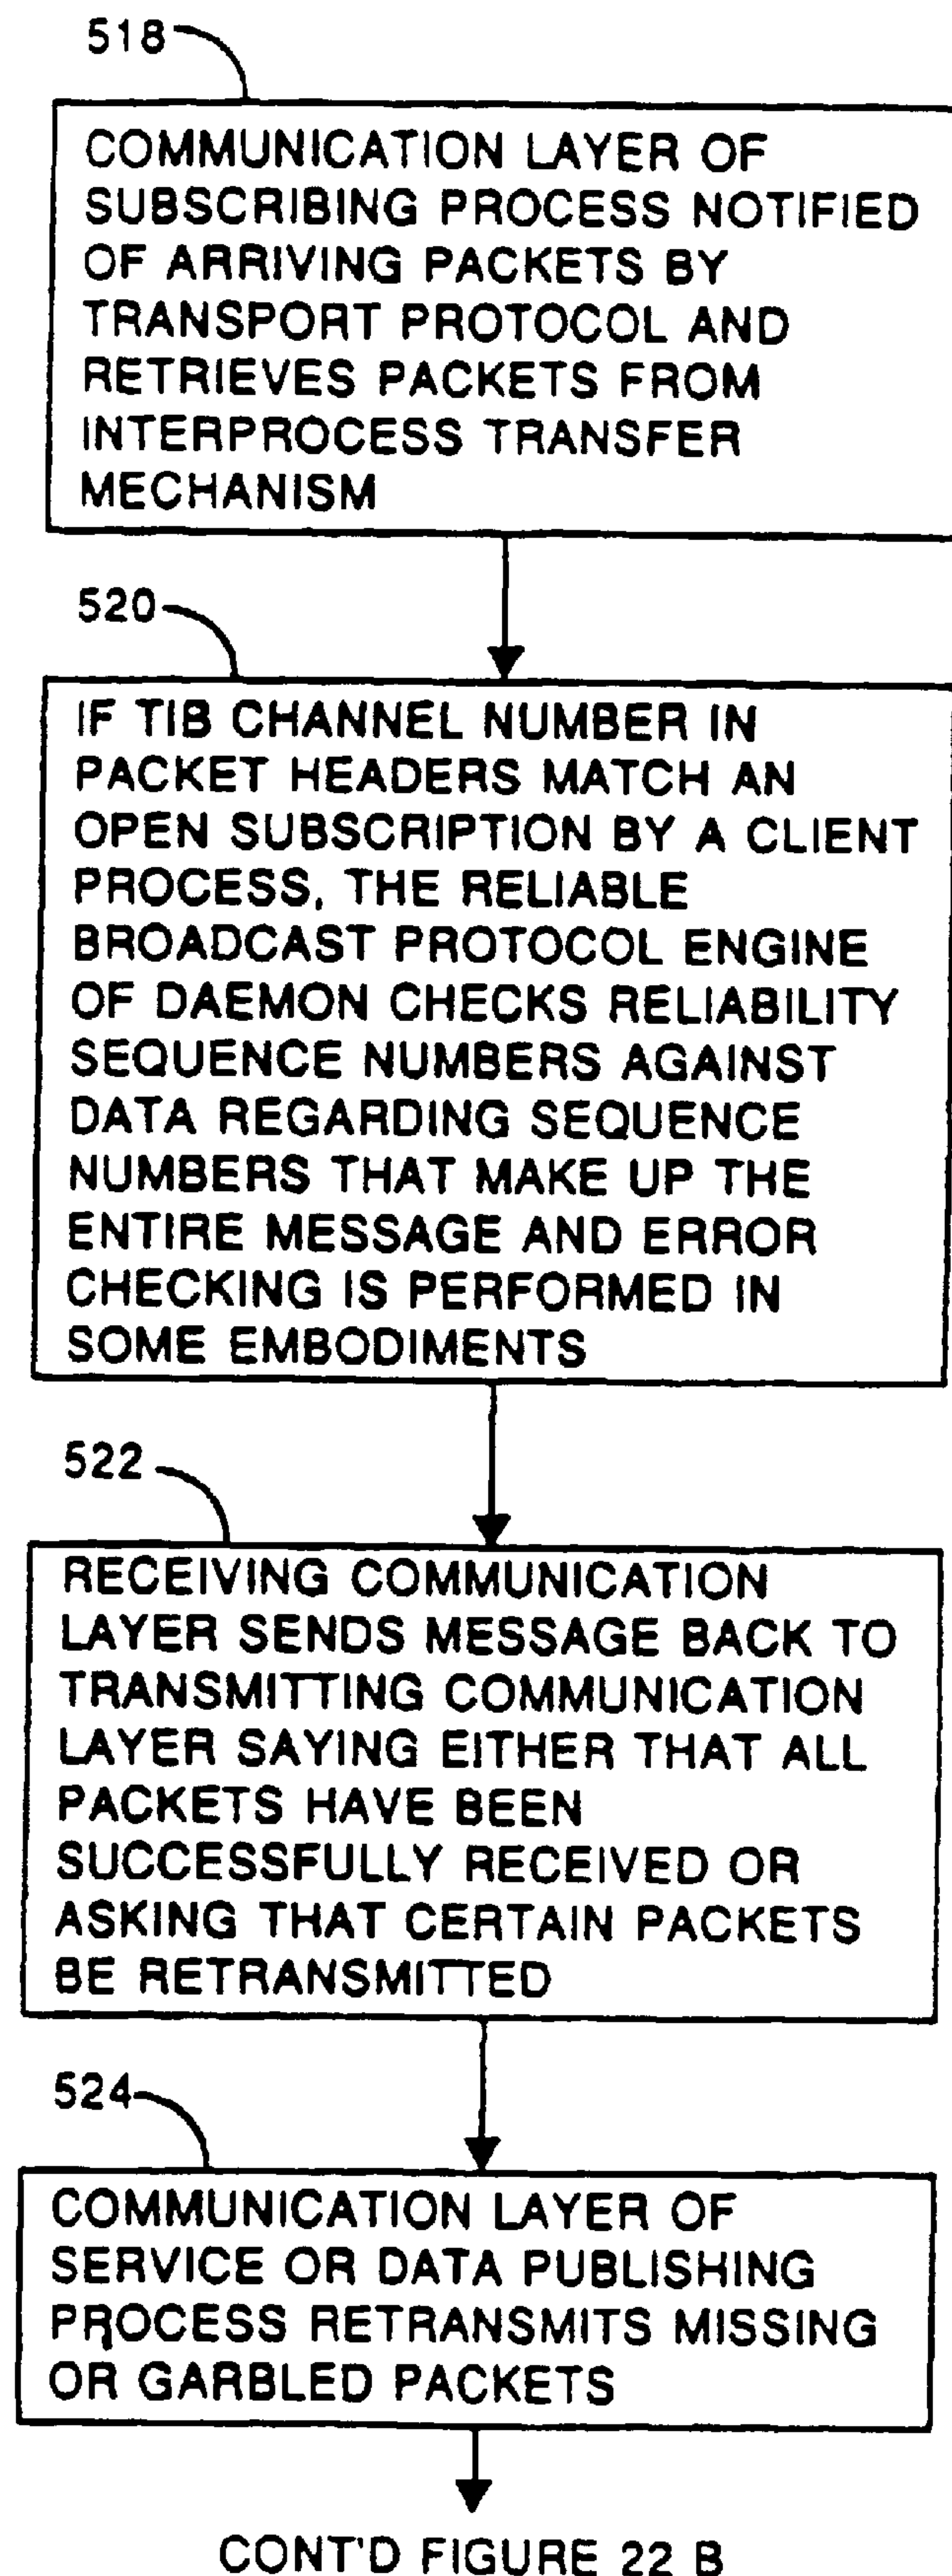 518
COMMUNICATION LAYER OF
SUBSCRIBING PROCESS NOTIFIED
OF ARRIVING PACKETS BY
TRANSPORT PROTOCOL AND
RETRIEVES PACKETS FROM
INTERPROCESS TRANSFER
MECHANISM
520
IF TIB CHANNEL NUMBER IN
PACKET HEADERS MATCH AN
OPEN SUBSCRIPTION BY A CLIENT
PROCESS, THE RELIABLE
BROADCAST PROTOCOL ENGINE
OF DAEMON CHECKS RELIABILITY
SEQUENCE NUMBERS AGAINST
DATA REGARDING SEQUENCE
NUMBERS THAT MAKE UP THE
ENTIRE MESSAGE AND ERROR
CHECKING IS PERFORMED IN
SOME EMBODIMENTS
522
RECEIVING COMMUNICATION
LAYER SENDS MESSAGE BACK TO
TRANSMITTING COMMUNICATION
LAYER SAYING EITHER THAT ALL
PACKETS HAVE BEEN
SUCCESSFULLY RECEIVED OR
ASKING THAT CERTAIN PACKETS
BE RETRANSMITTED
524
COMMUNICATION LAYER OF
SERVICE OR DATA PUBLISHING
PROCESS RETRANSMITS MISSING
OR GARBLED PACKETS
CONT'D FIGURE 22 B